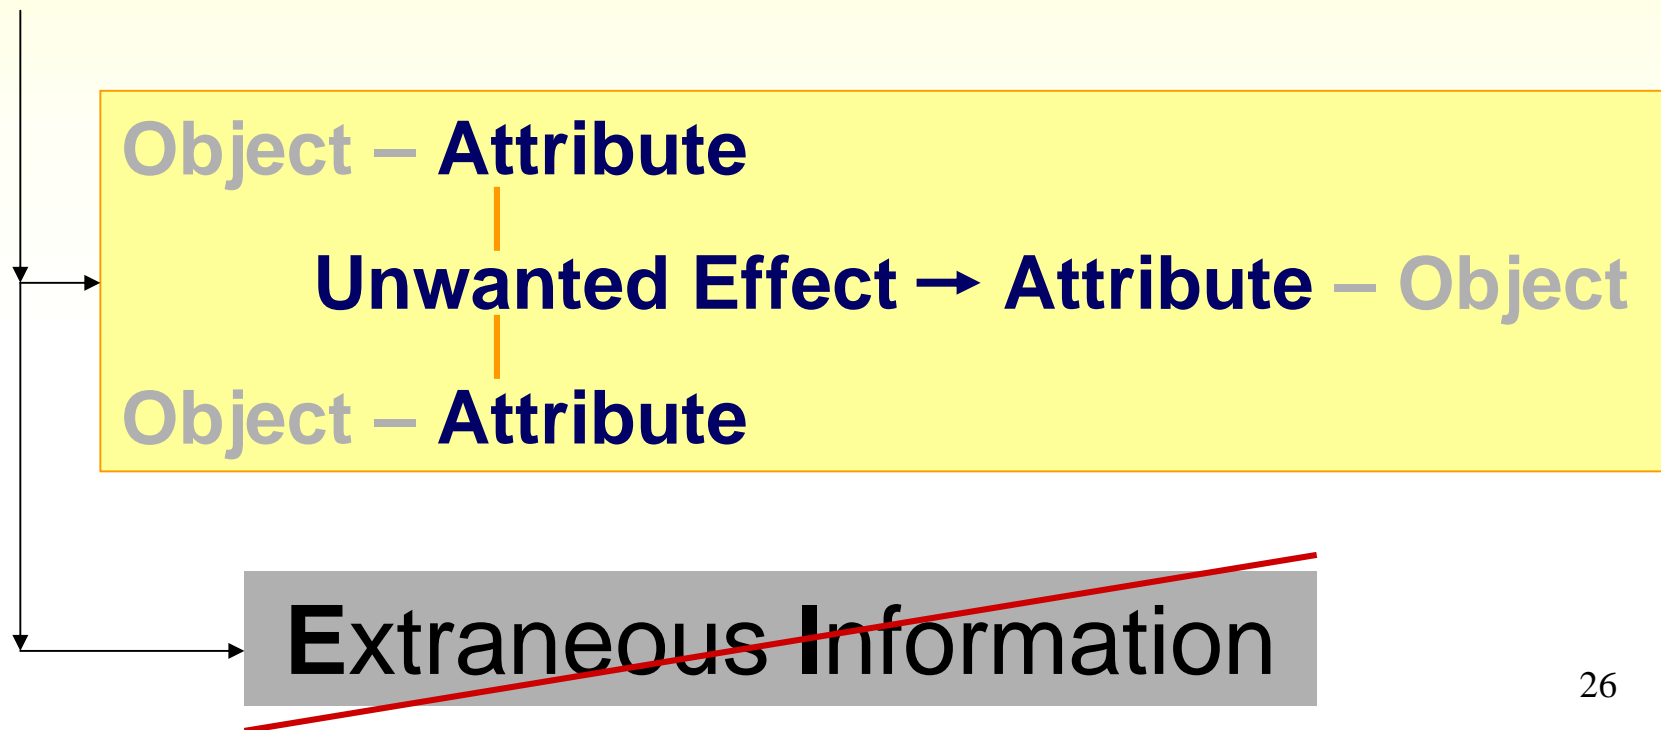 Object – Attribute
Unwanted Effect → Attribute – Object
Object – Attribute
Extraneous Information
26